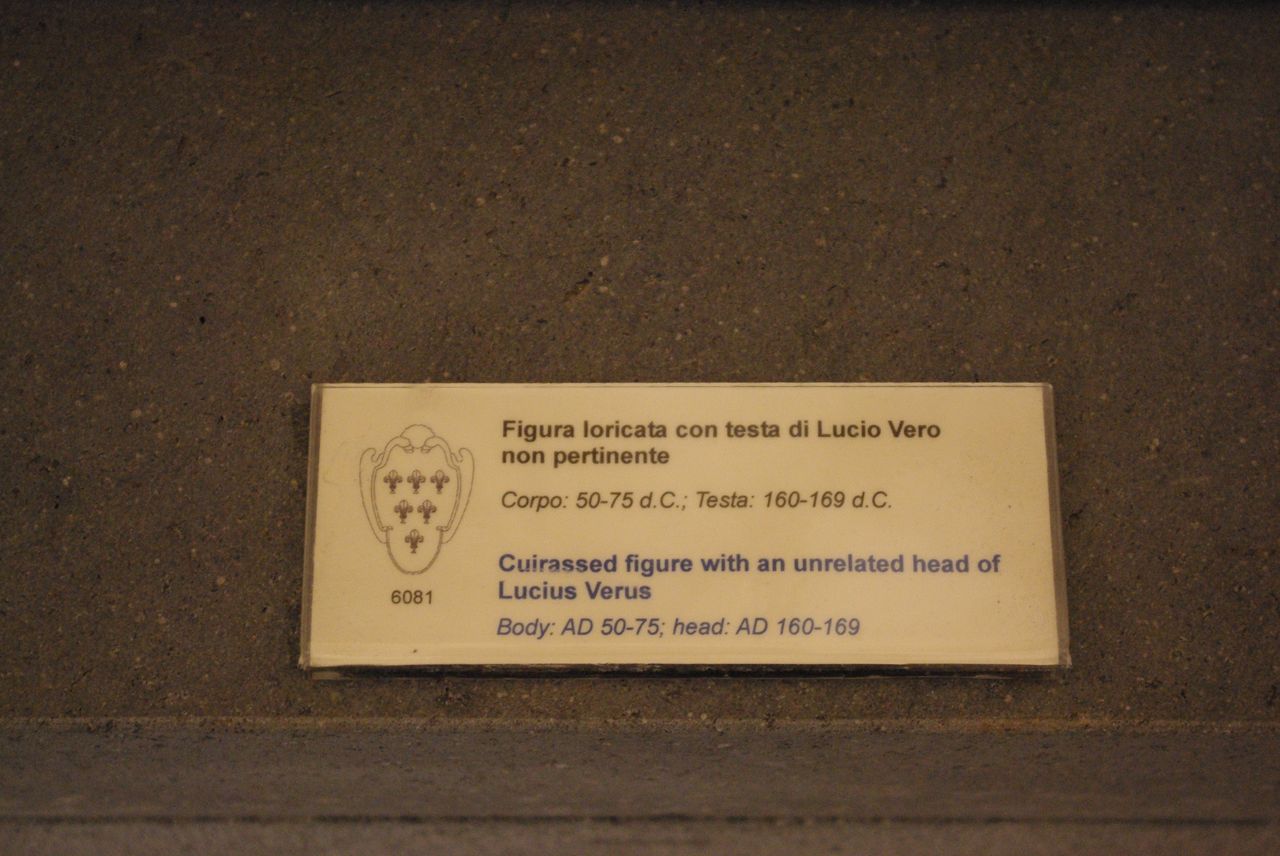 Figura loricata con testa di Lucio Vero
non pertinente
Corpo: 50-75 d.C.; Testa: 160-169 d.C.
Cuirassed figure with an unrelated head of
Lucius Verus
Body: AD 50-75; head: AD 160-169
6081